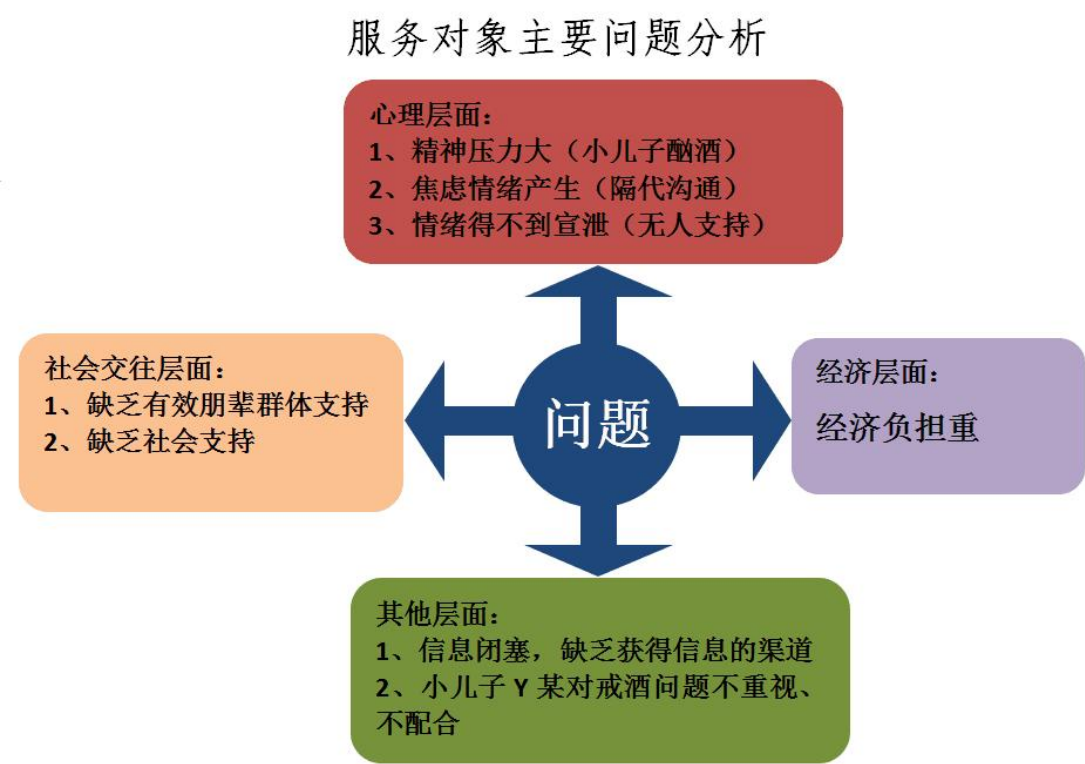 服务对象主要问题分析
心理层面：
1、精神压力大（小儿子酗酒）
2、焦虑情绪产生（隔代沟通）
3、情绪得不到宣泄（无人支持）
社会交往层面：
1、缺乏有效朋辈群体支持
2、缺乏社会支持
问题
经济层面：
经济负担重
其他层面：
1、信息闭塞，缺乏获得信息的渠道
2、小儿子 Y 某对戒酒问题不重视、
不配合